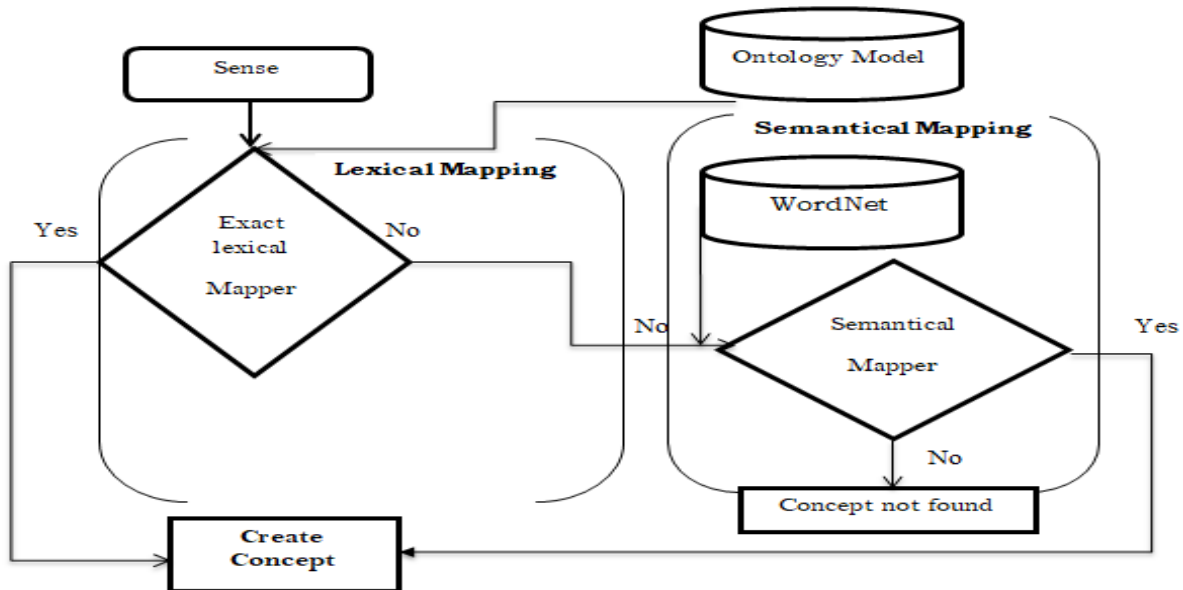 Sense
Ontology Model
Semantical Mapping
Lexical Mapping
WordNet
Yes
Exact
lexical
Mapper
No
No
Semantical
Mapper
Yes
No
Concept not found
Create
Concept